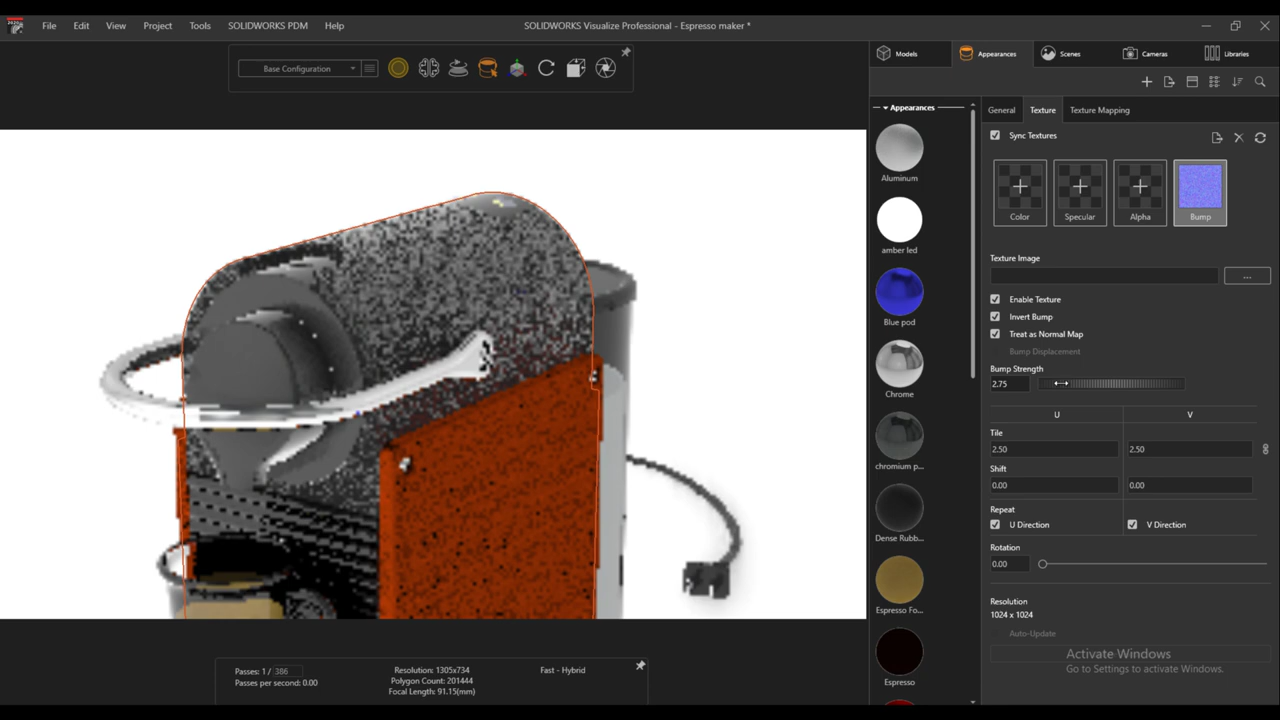 File Edit View Project Tools SOLIDWORKS PDM Help
SOLIDWORKS Visualize Professional - Espresso maker *
Base Configuration
Models Appearances Scenes Cameras Libraries
Appearances
Aluminum
amber led
Blue pod
Chrome
chromium p...
Dense Rubb...
Espresso Fo...
Espresso
General Texture Texture Mapping
Sync Textures
Color Specular Alpha Bump
Texture Image
...
Enable Texture
Invert Bump
Treat as Normal Map
Bump Displacement
Bump Strength
2.75
U V
Tile
2.50 2.50
Shift
0.00 0.00
Repeat
U Direction V Direction
Rotation
0.00
Resolution
1024 x 1024
Auto-Update
Activate Windows
Go to Settings to activate Windows.
Passes: 1 / 386
Passes per second: 0.00
Resolution: 1305x734
Polygon Count: 201444
Focal Length: 91.15(mm)
Fast - Hybrid